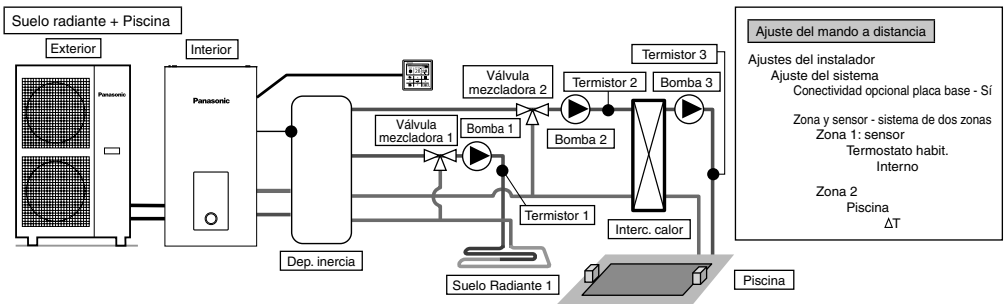 Suelo radiante + Piscina
Exterior
Interior
Panasonic
Panasonic
Válvula
mezcladora 2
Termistor 2
Termistor 3
Bomba 3
Válvula
mezcladora 1
Bomba 1
Bomba 2
Termistor 1
Interc. calor
Dep. inercia
Suelo Radiante 1
Piscina
Ajuste del mando a distancia
Ajustes del instalador
Ajuste del sistema
Conectividad opcional placa base - Sí
Zona y sensor - sistema de dos zonas
Zona 1: sensor
Termostato habit.
Interno
Zona 2
Piscina
ΔT